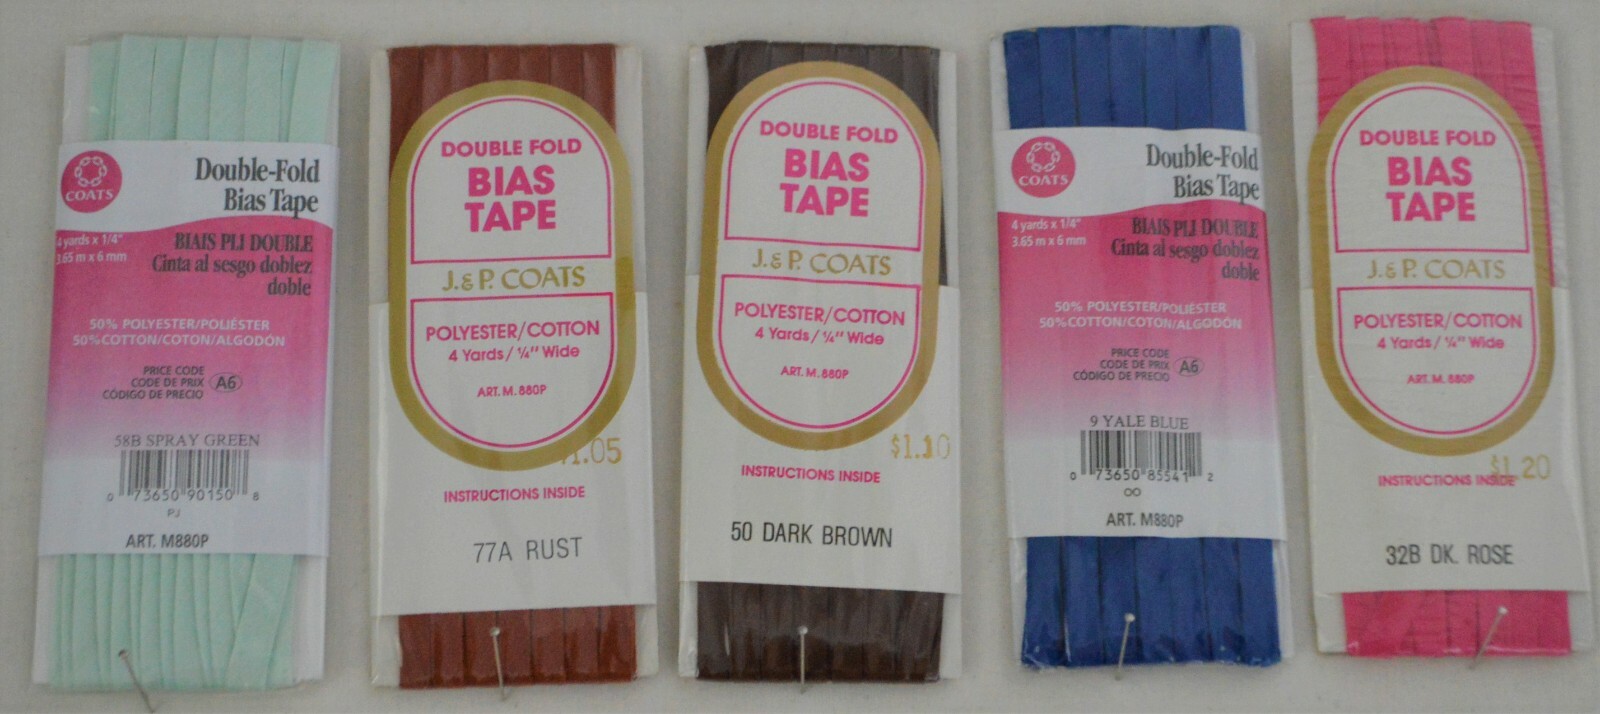 COATS
Double-Fold
Bias Tape
4 yards x 1/4"
3.65 m x 6 mm
BIAIS PLI DOUBLE
Cinta al sesgo doblez
doble
50% POLYESTER/POLIÉSTER
50% COTTON/COTON/ALGODÓN
PRICE CODE
CODE DE PRIX A6
CÓDIGO DE PRECIO
58B SPRAY GREEN
0 73650 90150 8
PJ
ART. M880P
DOUBLE FOLD
BIAS
TAPE
J. & P. COATS
POLYESTER/COTTON
4 Yards / ¼" Wide
ART. M. 880P
1.05
INSTRUCTIONS INSIDE
77A RUST
DOUBLE FOLD
BIAS
TAPE
J. & P. COATS
POLYESTER/COTTON
4 Yards / ¼" Wide
ART. M. 880P
$1.10
INSTRUCTIONS INSIDE
50 DARK BROWN
COATS
Double-Fold
Bias Tape
4 yards x 1/4"
3.65 m x 6 mm
BIAIS PLI DOUBLE
Cinta al sesgo doblez
doble
50% POLYESTER/POLIÉSTER
50% COTTON/COTON/ALGODÓN
PRICE CODE
CODE DE PRIX A6
CÓDIGO DE PRECIO
9 YALE BLUE
0 73650 85541 2
OO
ART. M880P
DOUBLE FOLD
BIAS
TAPE
J. & P. COATS
POLYESTER/COTTON
4 Yards / ¼" Wide
ART. M. 880P
$1.20
INSTRUCTIONS INSIDE
32B DK. ROSE